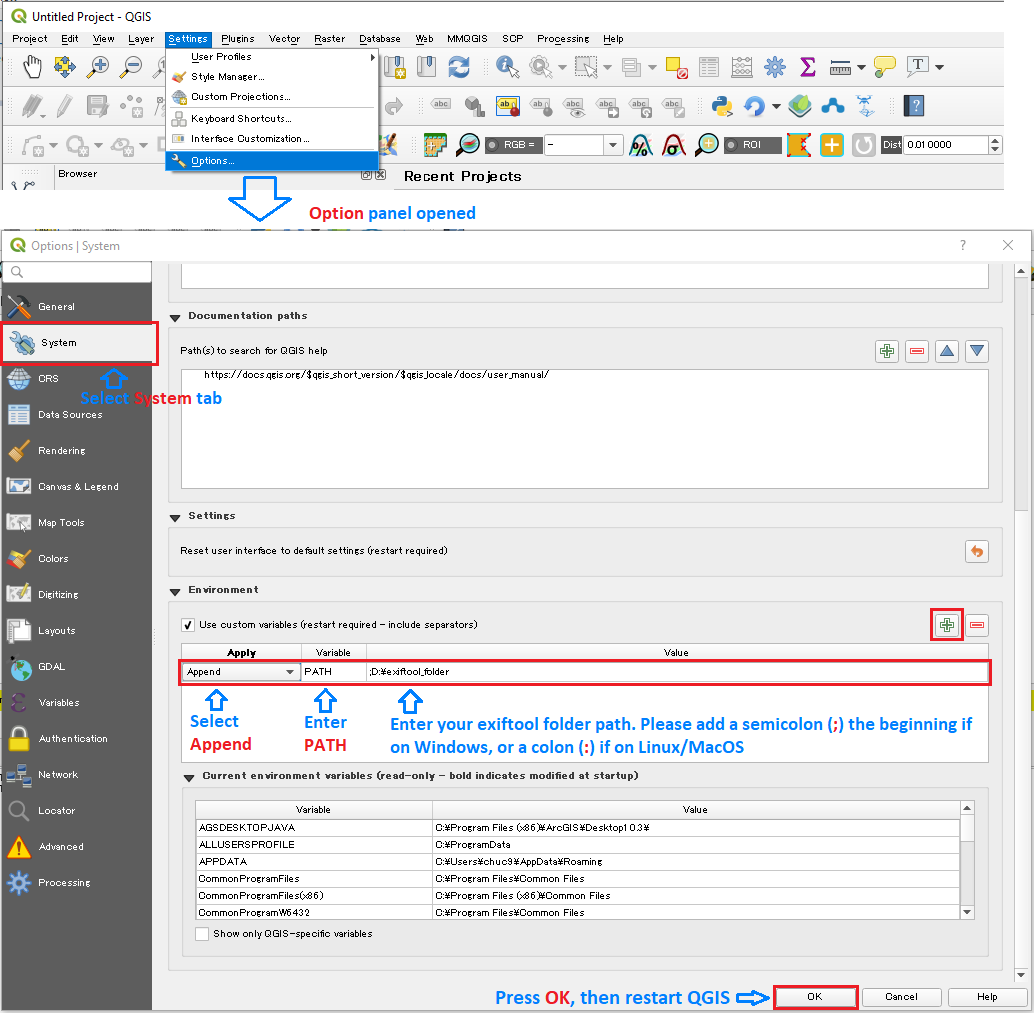 Untitled Project - QGIS
Project Edit View Layer Settings Plugins Vector Raster Database Web MMQGIS SCP Processing Help
User Profiles
Style Manager...
Custom Projections...
Keyboard Shortcuts...
Interface Customization...
Options...
abc abc abc abc abc abc abc
T
?
RGB = -
ROI
Dist 0.01 0000
Browser
Recent Projects
Option panel opened
Options | System
?
General
System
CRS
Data Sources
Rendering
Canvas & Legend
Map Tools
Colors
Digitizing
Layouts
GDAL
Variables
Authentication
Network
Locator
Advanced
Processing
Select System tab
Documentation paths
Path(s) to search for QGIS help
https://docs.qgis.org/$qgis_short_version/$qgis_locale/docs/user_manual/
Settings
Reset user interface to default settings (restart required)
Environment
Use custom variables (restart required - include separators)
Apply Variable Value
Append PATH ;D:¥exiftool_folder
Select
Append
Enter
PATH
Enter your exiftool folder path. Please add a semicolon (;) the beginning if
on Windows, or a colon (:) if on Linux/MacOS
Current environment variables (read-only - bold indicates modified at startup)
Variable Value
AGSDESKTOPJAVA C:¥Program Files (x86)¥ArcGIS¥Desktop10.3¥
ALLUSERSPROFILE C:¥ProgramData
APPDATA C:¥Users¥chuc9¥AppData¥Roaming
CommonProgramFiles C:¥Program Files¥Common Files
CommonProgramFiles(x86) C:¥Program Files (x86)¥Common Files
CommonProgramW6432 C:¥Program Files¥Common Files
Show only QGIS-specific variables
Press OK, then restart QGIS
OK Cancel Help